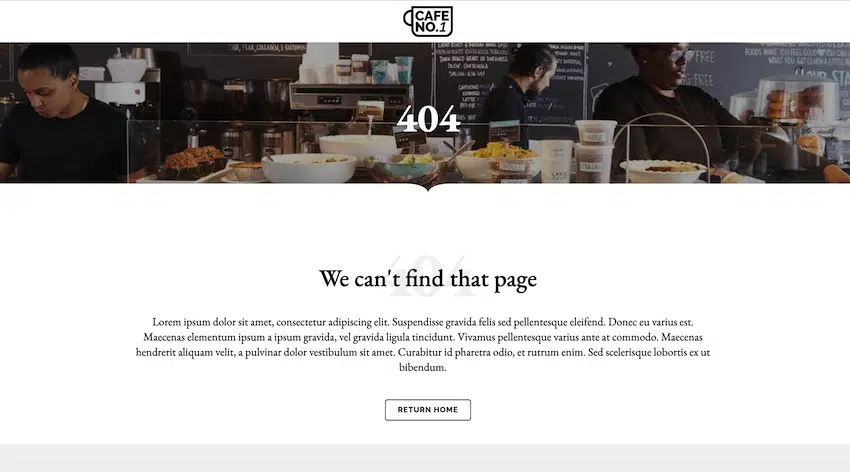 CAFE
NO.1
FREE
-FREE
404
404
We can't find that page
Lorem ipsum dolor sit amet, consectetur adipiscing elit. Suspendisse gravida felis sed pellentesque eleifend. Donec eu varius est.
Maecenas elementum ipsum a ipsum gravida, vel gravida ligula tincidunt. Vivamus pellentesque varius ante at commodo. Maecenas
hendrerit aliquam velit, a pulvinar dolor vestibulum sit amet. Curabitur id pharetra odio, et rutrum enim. Sed scelerisque lobortis ex ut
bibendum.
RETURN HOME